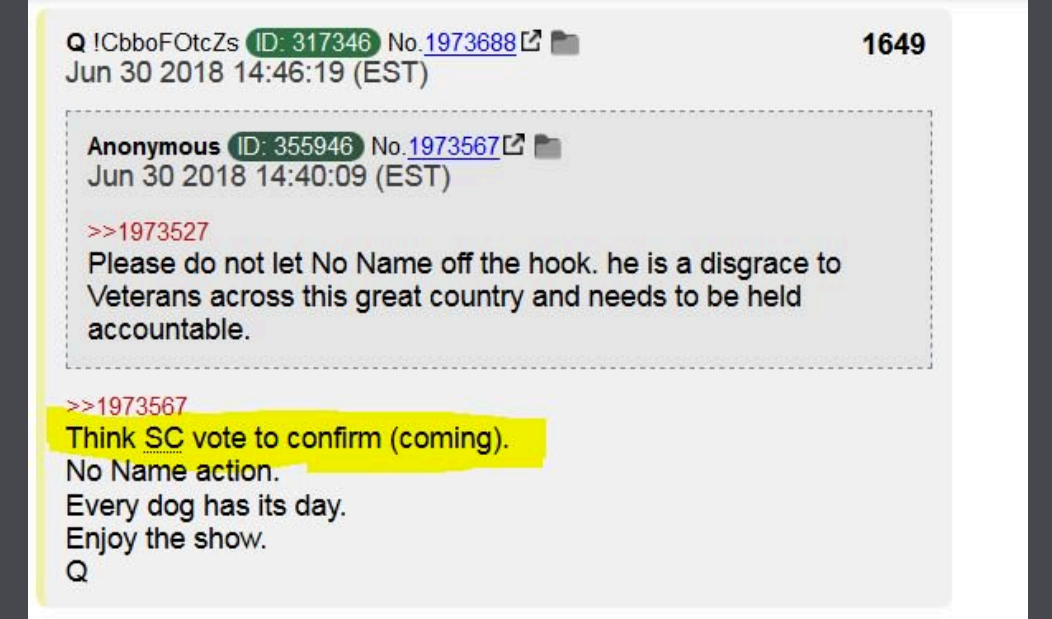 Q !CbboFOtcZs ID: 317346 No.1973688 1649
Jun 30 2018 14:46:19 (EST)
Anonymous ID: 355946 No.1973567
Jun 30 2018 14:40:09 (EST)
>>1973527
Please do not let No Name off the hook. he is a disgrace to
Veterans across this great country and needs to be held
accountable.
>>1973567
Think SC vote to confirm (coming).
No Name action.
Every dog has its day.
Enjoy the show.
Q